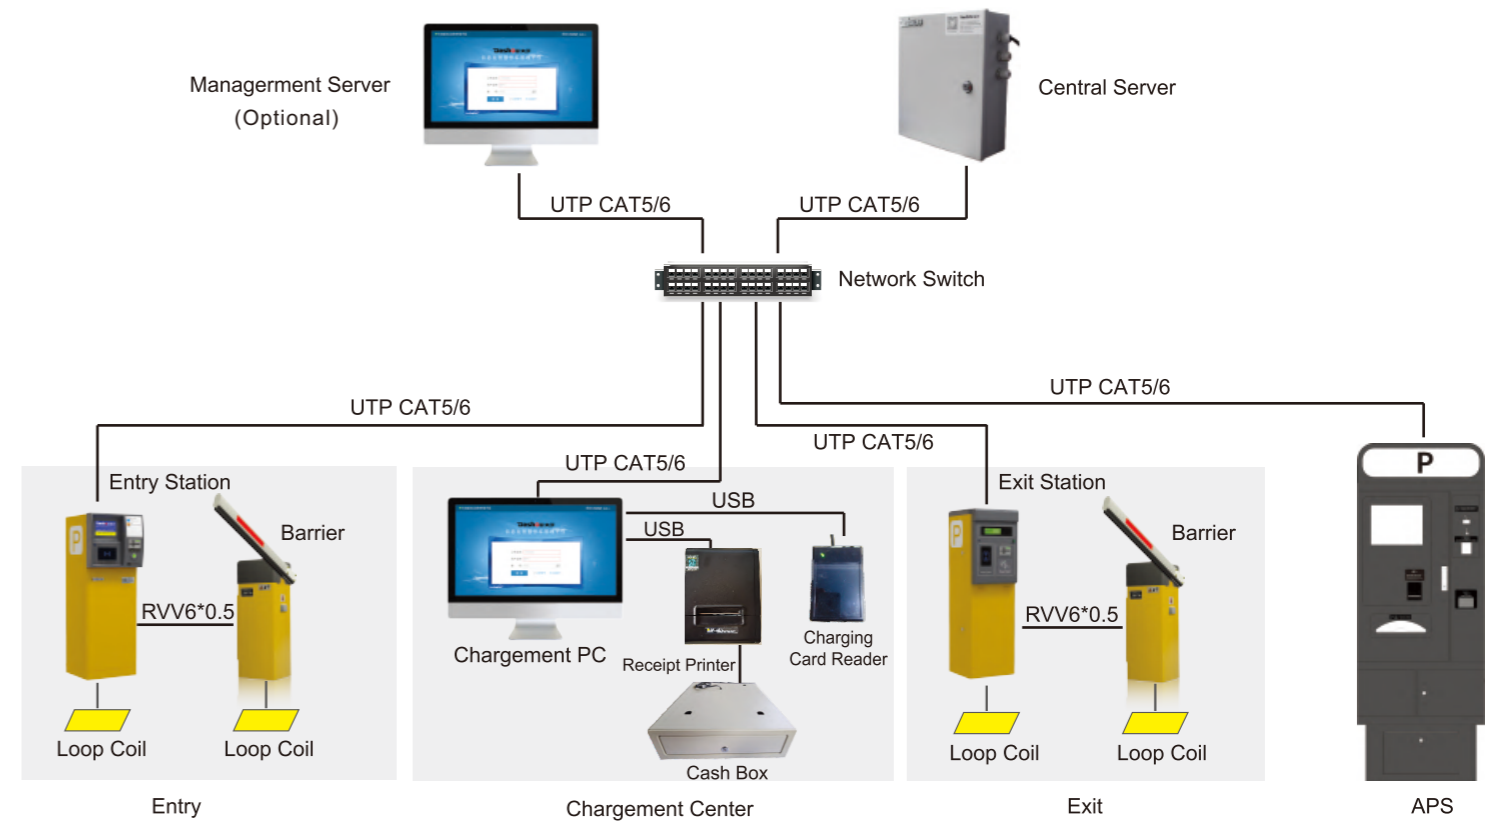 Managerment Server
(Optional)
Central Server
UTP CAT5/6
UTP CAT5/6
Network Switch
UTP CAT5/6
UTP CAT5/6
UTP CAT5/6
UTP CAT5/6
P
Entry Station
Exit Station
USB
USB
Barrier
Barrier
P
P
RVV6*0.5
RVV6*0.5
Charging
Card Reader
Chargement PC
Receipt Printer
Loop Coil
Loop Coil
Cash Box
Loop Coil
Loop Coil
Entry
Chargement Center
Exit
APS